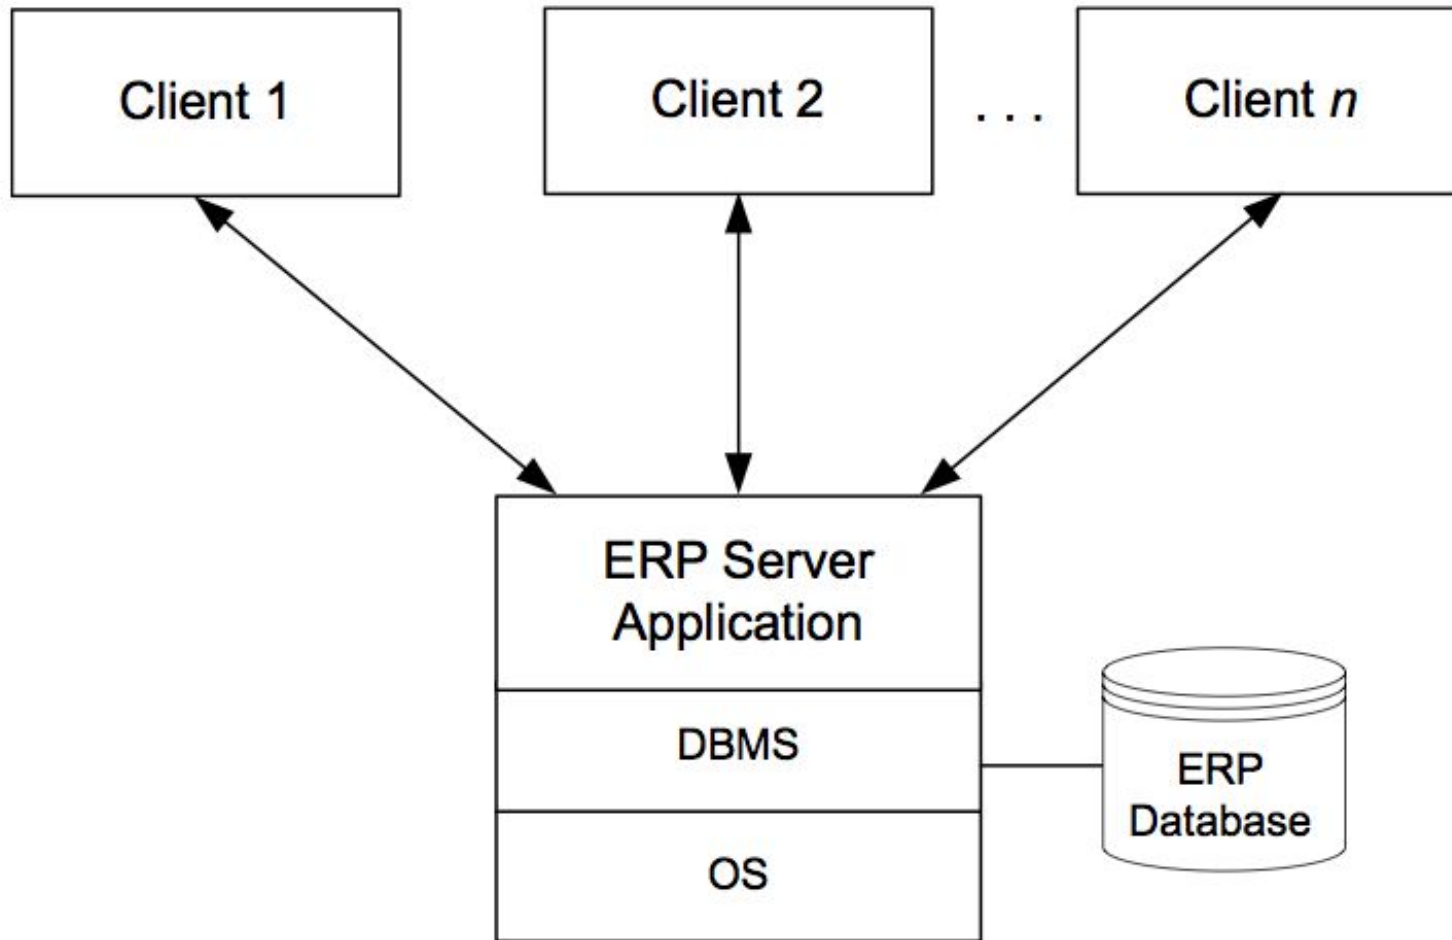 Client 1
Client 2
. . .
Client n
ERP Server
Application
DBMS
ERP
Database
OS